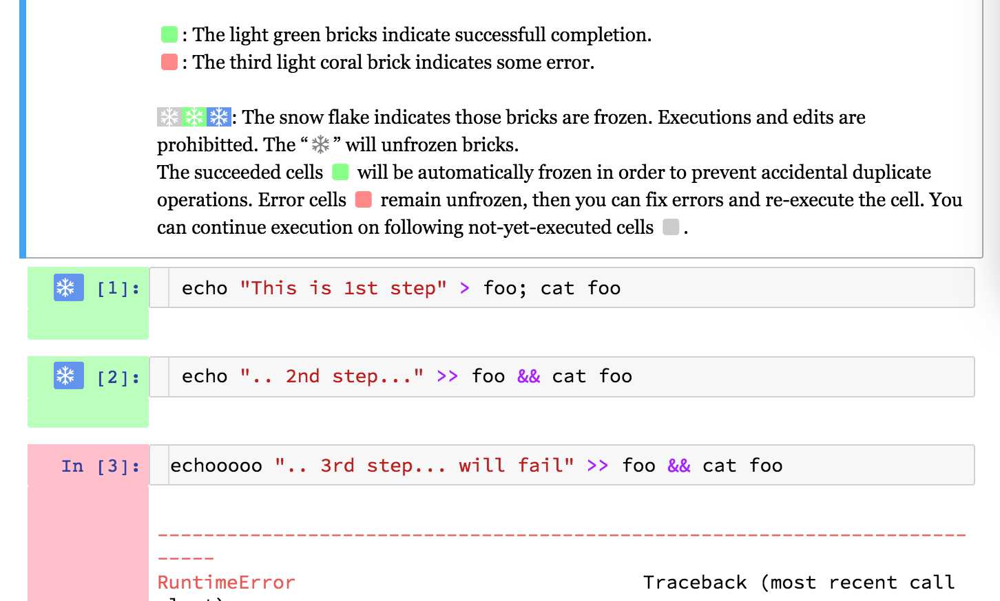 : The light green bricks indicate successfull completion.
: The third light coral brick indicates some error.
: The snow flake indicates those bricks are frozen. Executions and edits are
prohibitted. The “ ” will unfrozen bricks.
The succeeded cells will be automatically frozen in order to prevent accidental duplicate
operations. Error cells remain unfrozen, then you can fix errors and re-execute the cell. You
can continue execution on following not-yet-executed cells .
[1]: echo "This is 1st step" > foo; cat foo
[2]: echo ".. 2nd step..." >> foo && cat foo
In [3]: echooooo ".. 3rd step... will fail" >> foo && cat foo
---------------------------------------------------------------------------
RuntimeError Traceback (most recent call